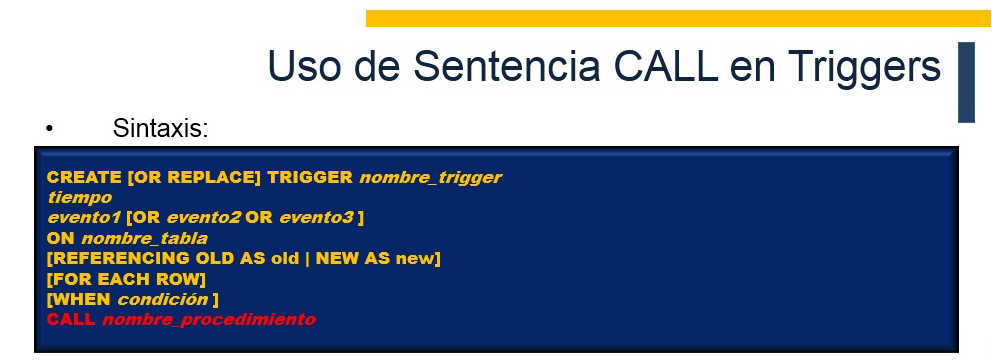 Uso de Sentencia CALL en Triggers
• Sintaxis:
CREATE [OR REPLACE] TRIGGER nombre_trigger
tiempo
evento1 [OR evento2 OR evento3 ]
ON nombre_tabla
[REFERENCING OLD AS old | NEW AS new]
[FOR EACH ROW]
[WHEN condición ]
CALL nombre_procedimiento